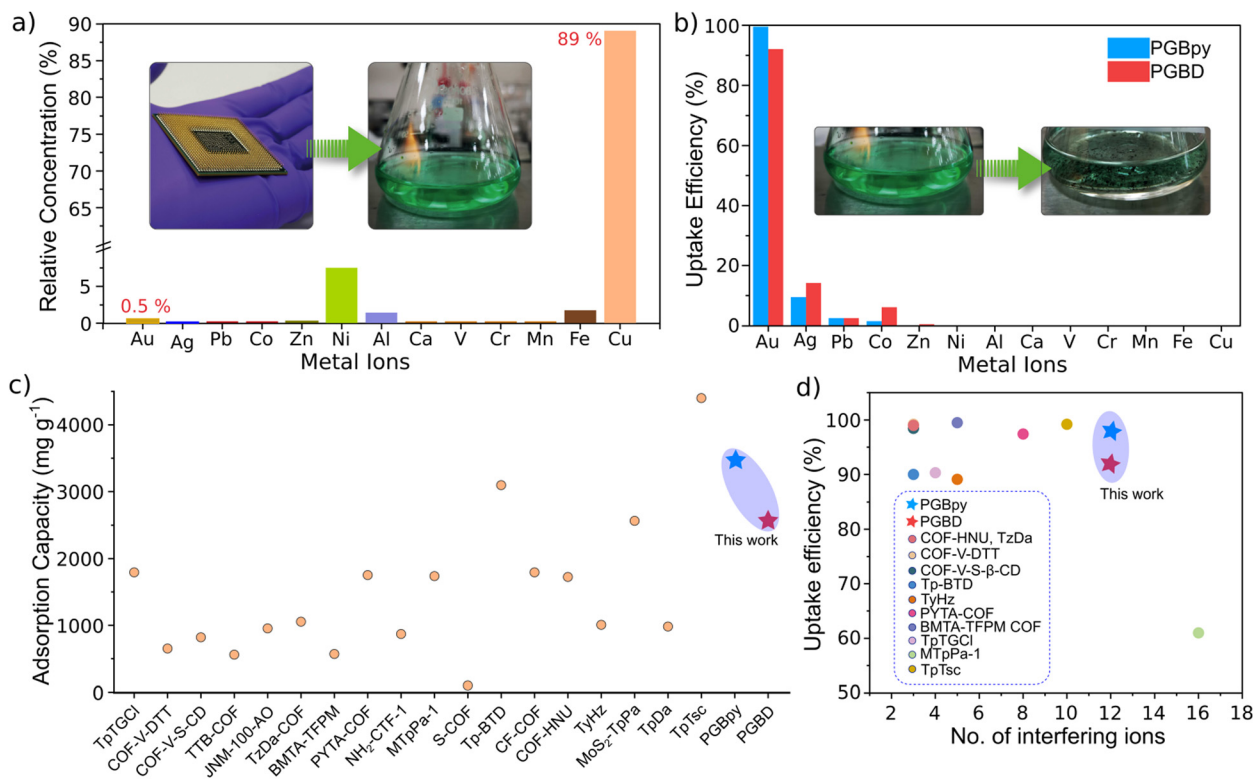 a)
Relative Concentration (%)
90
85
80
75
70
65
5
0
89 %
0.5 %
Au Ag Pb Co Zn Ni Al Ca V Cr Mn Fe Cu
Metal Ions
b)
Uptake Efficiency (%)
100
80
60
40
20
0
PGBpy
PGBD
Au Ag Pb Co Zn Ni Al Ca V Cr Mn Fe Cu
Metal Ions
c)
Adsorption Capacity (mg g⁻¹)
4000
3000
2000
1000
0
This work
TpTGCl
COF-V-DTT
COF-V-S-CD
TTB-COF
JNM-100-AO
TzDa-COF
BMTA-TFPM
PYTA-COF
NH₂-CTF-1
MTpPa-1
S-COF
Tp-BTD
CF-COF
COF-HNU
TyHz
MoS₂-TpPa
TpDa
TpTsc
PGBpy
PGBD
d)
Uptake efficiency (%)
100
90
80
70
60
50
This work
PGBpy
PGBD
COF-HNU, TzDa
COF-V-DTT
COF-V-S-β-CD
Tp-BTD
TyHz
PYTA-COF
BMTA-TFPM COF
TpTGCl
MTpPa-1
TpTsc
2 4 6 8 10 12 14 16 18
No. of interfering ions